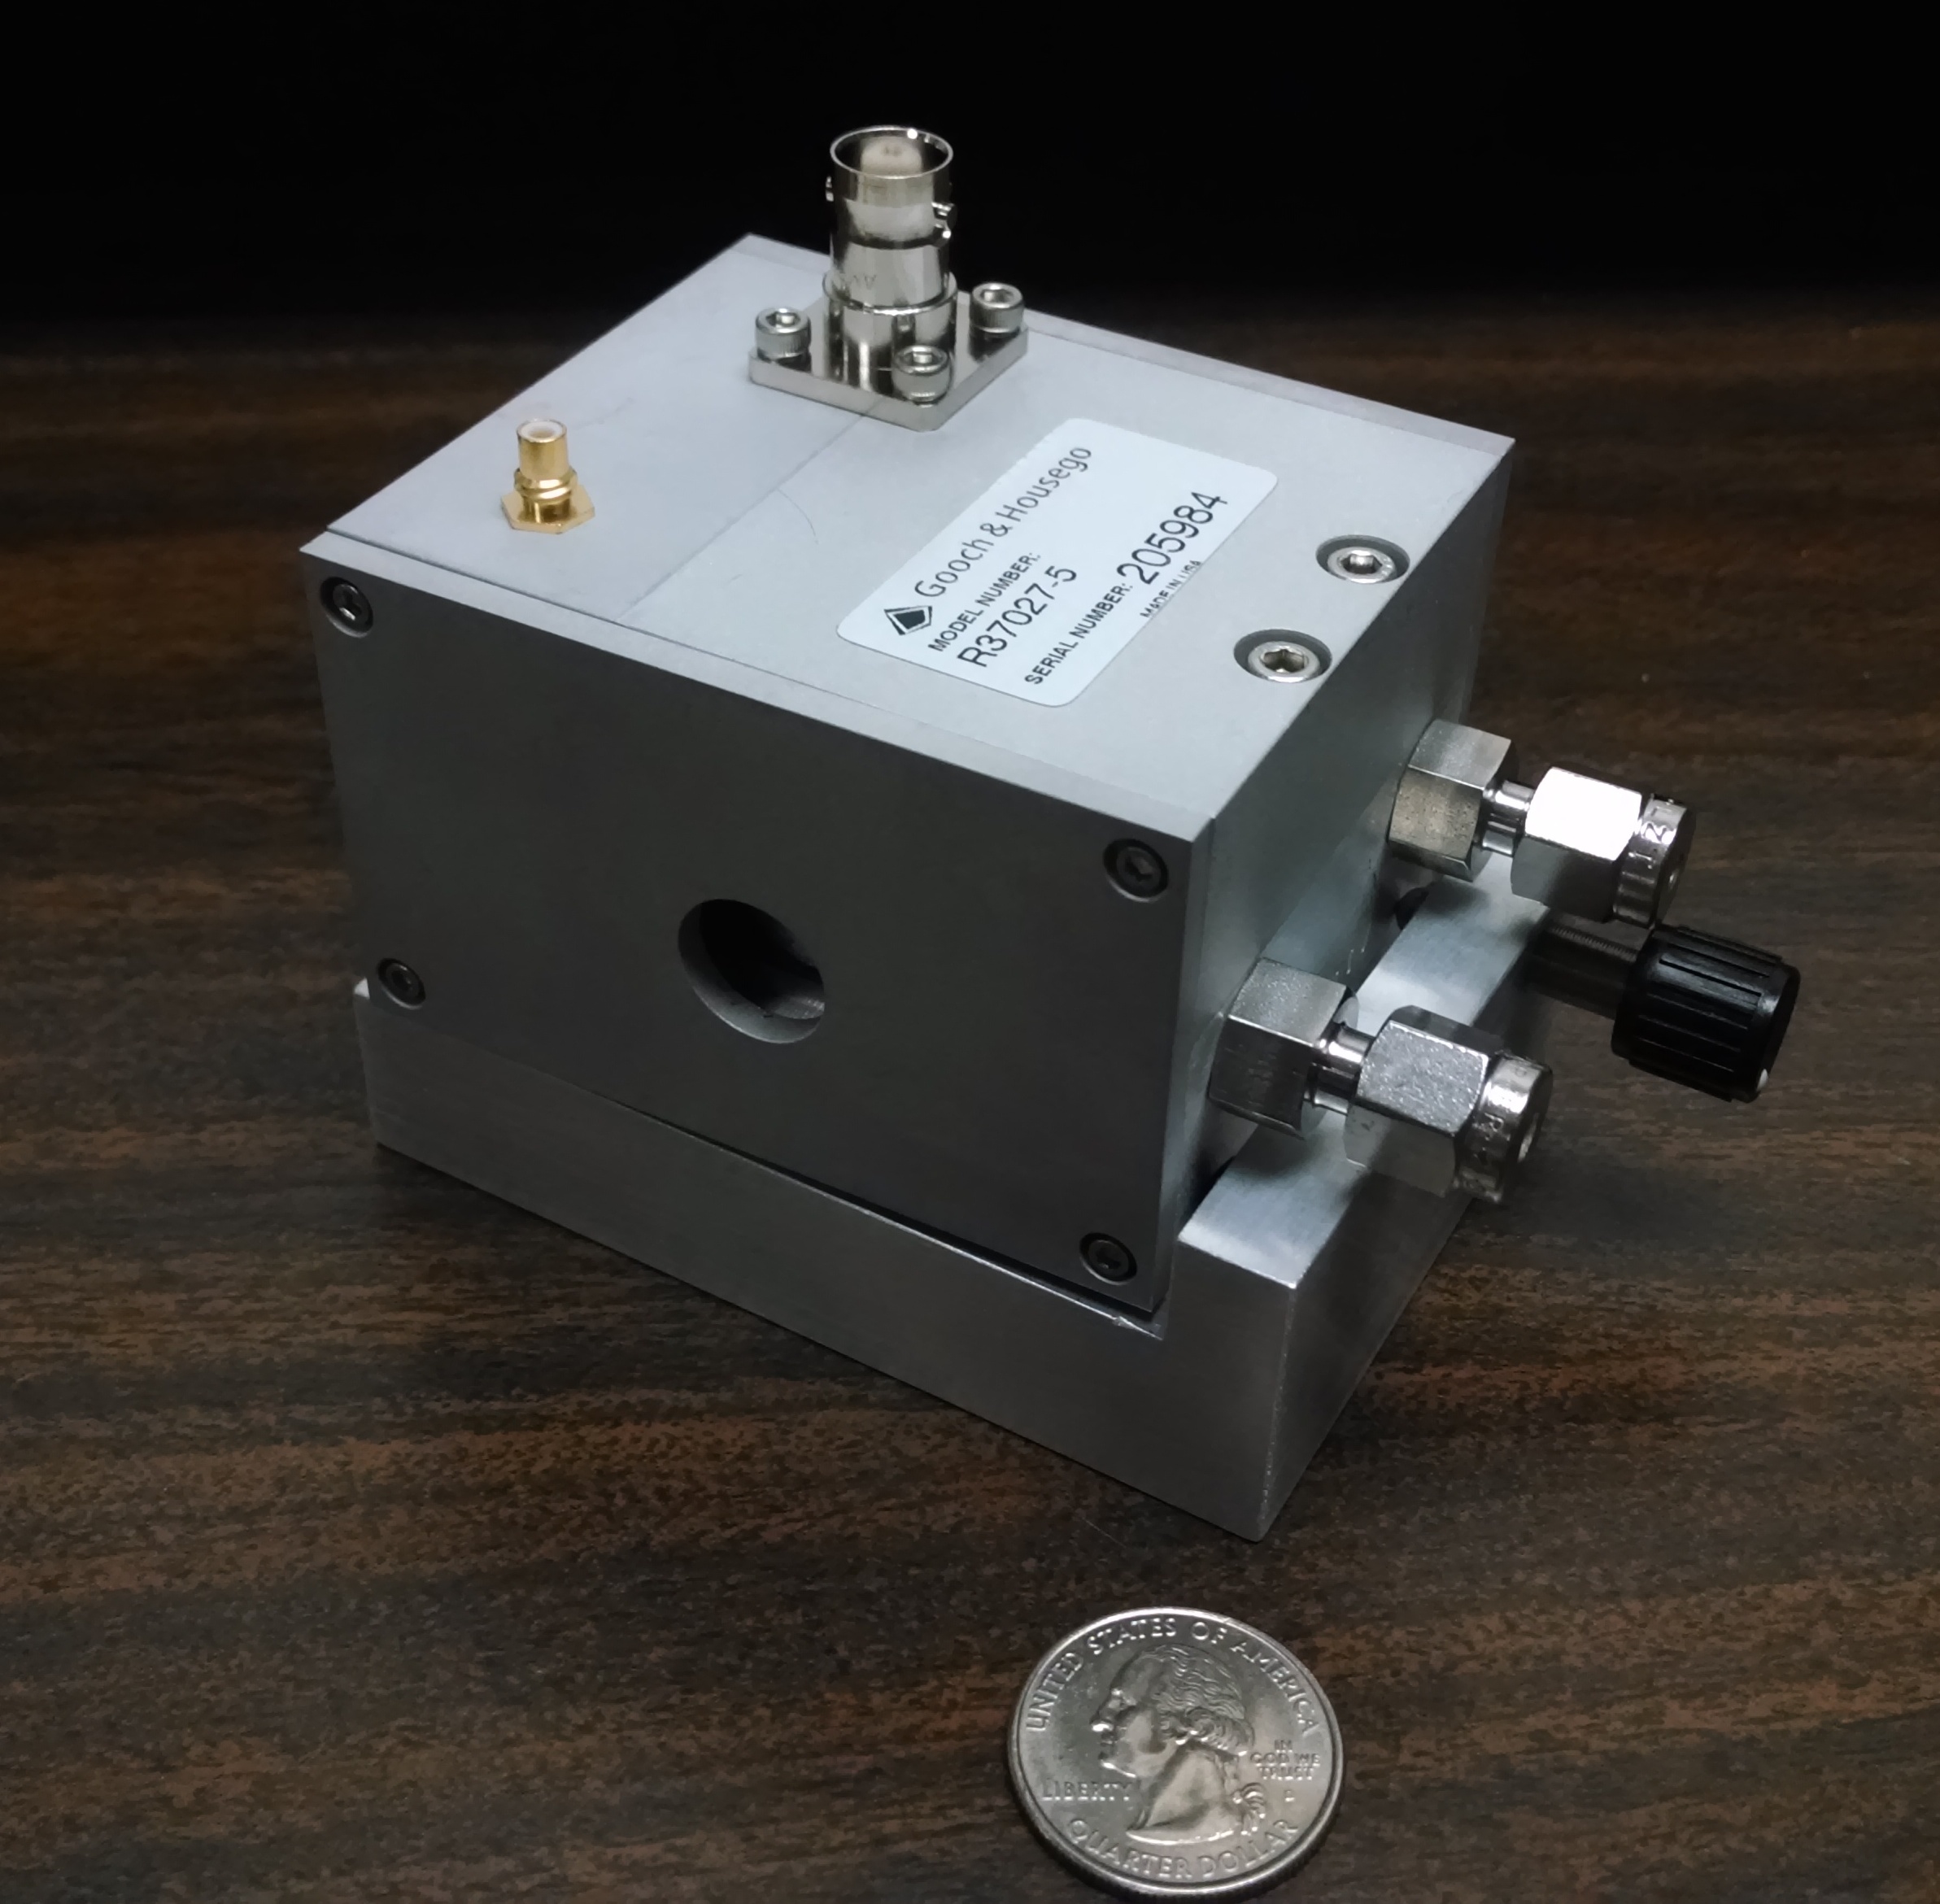 Gooch & Housego
MODEL NUMBER:
R37027-5
SERIAL NUMBER: 205984
MADE IN USA
UNITED STATES OF AMERICA
LIBERTY
IN
GOD WE
TRUST
QUARTER DOLLAR